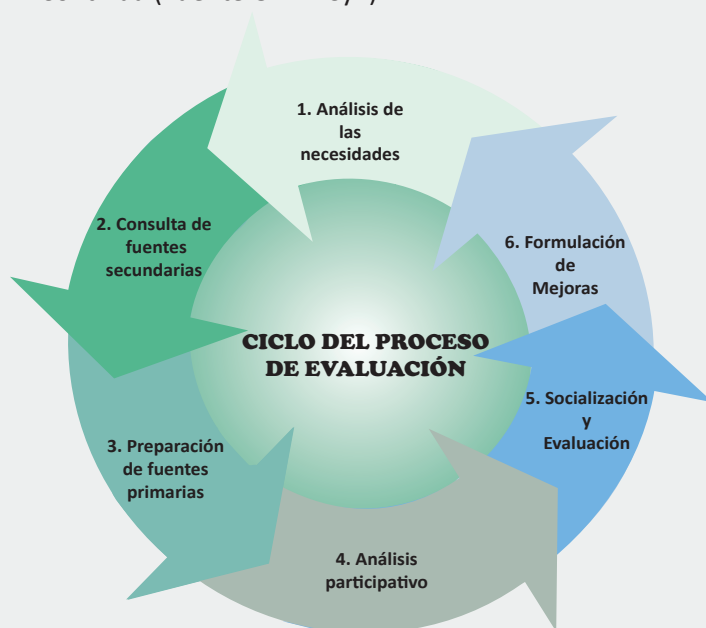 1. Análisis de
las
necesidades
2. Consulta de
fuentes
secundarias
3. Preparación
de fuentes
primarias
4. Análisis
participativo
5. Socialización
y
Evaluación
6. Formulación
de
Mejoras
CICLO DEL PROCESO
DE EVALUACIÓN